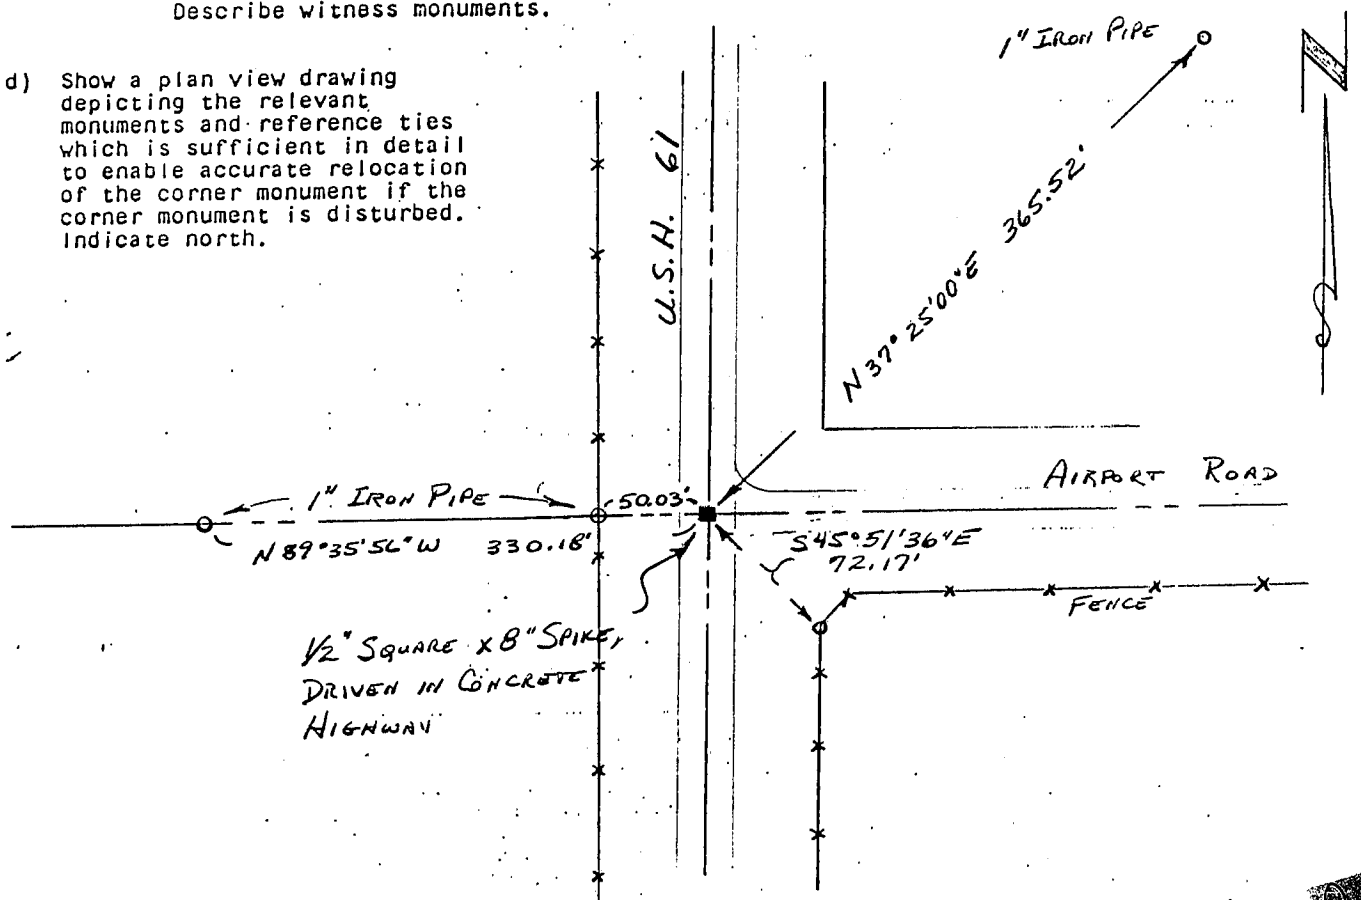 Describe witness monuments.
d) Show a plan view drawing
depicting the relevant
monuments and reference ties
which is sufficient in detail
to enable accurate relocation
of the corner monument if the
corner monument is disturbed.
Indicate north.
1" IRON PIPE
U.S.H. 61
N 37° 25' 00" E 365.52'
AIRPORT ROAD
1" IRON PIPE
50.03'
N 89° 35' 56" W 330.18'
S 45° 51' 36" E
72.17'
FENCE
1/2" SQUARE x 8" SPIKE,
DRIVEN IN CONCRETE
HIGHWAY
N
S